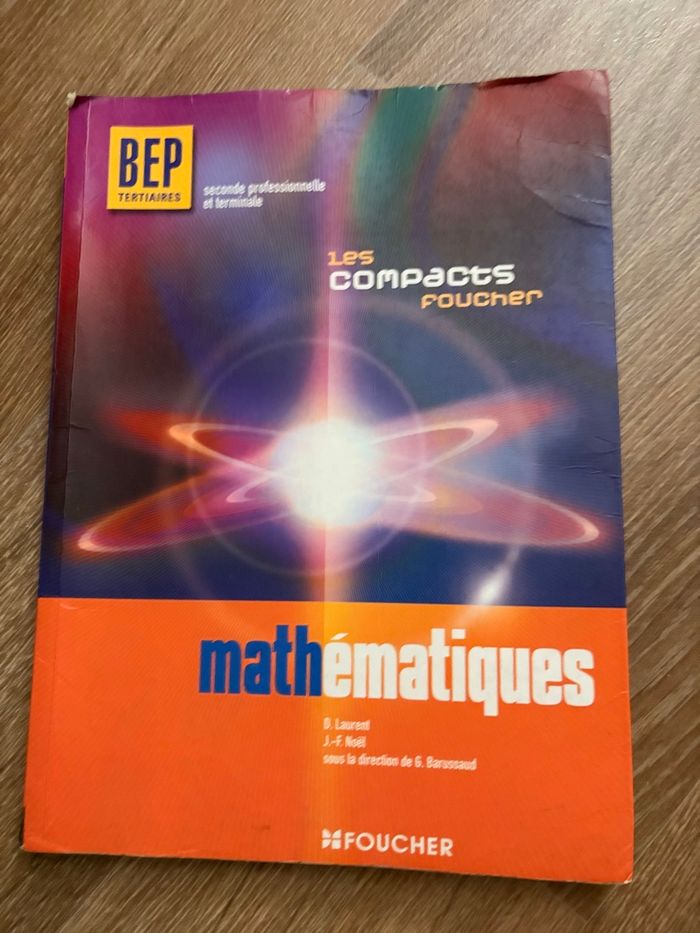 BEP
TERTIAIRES
seconde professionnelle
et terminale
Les
compacts
foucher
mathématiques
D. Laurent
J.-F. Noël
sous la direction de G. Barussaud
FOUCHER